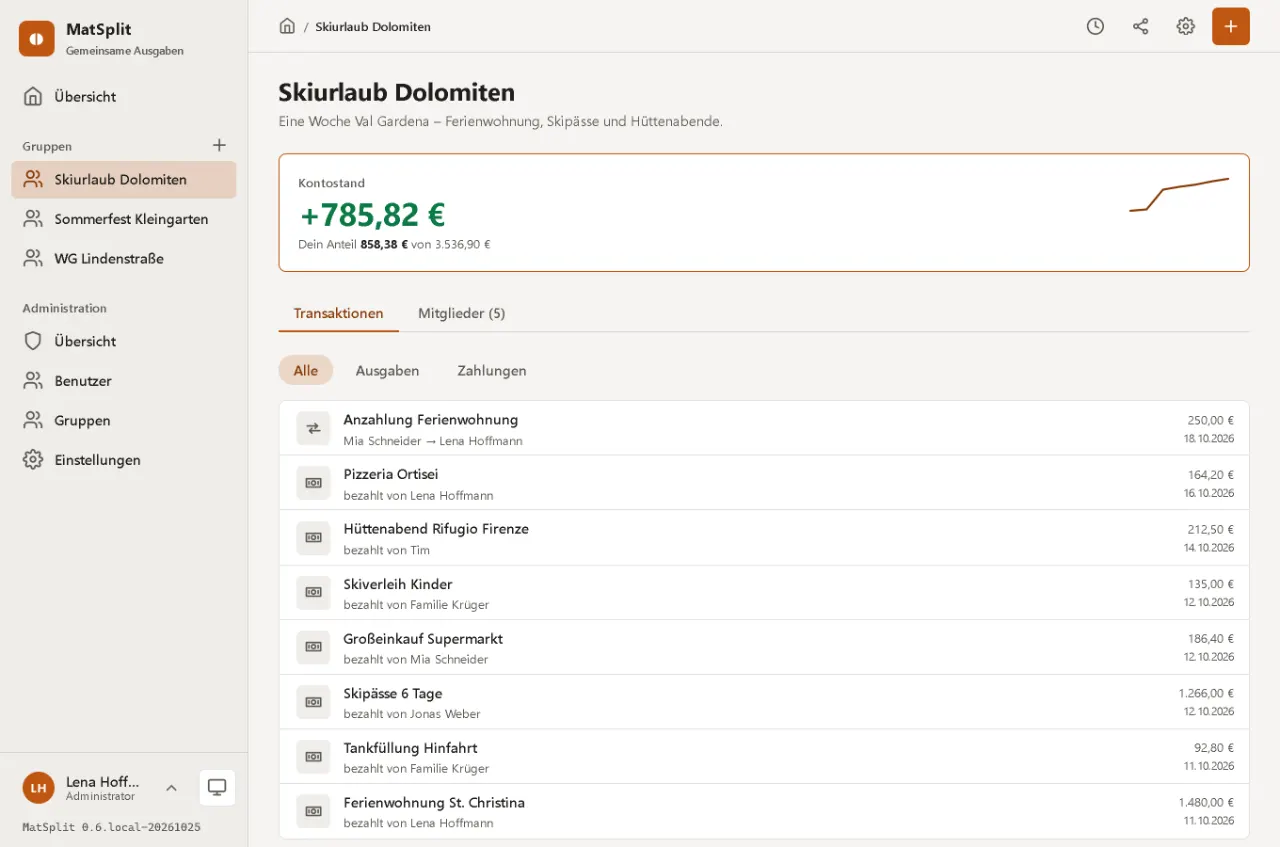 MatSplit
Gemeinsame Ausgaben
Übersicht
Gruppen
Skiurlaub Dolomiten
Sommerfest Kleingarten
WG Lindenstraße
Administration
Übersicht
Benutzer
Gruppen
Einstellungen
LH
Lena Hoff...
Administrator
MatSplit 0.6.local-20261025
/ Skiurlaub Dolomiten
Skiurlaub Dolomiten
Eine Woche Val Gardena – Ferienwohnung, Skipässe und Hüttenabende.
Kontostand
+785,82 €
Dein Anteil 858,38 € von 3.536,90 €
Transaktionen Mitglieder (5)
Alle Ausgaben Zahlungen
Anzahlung Ferienwohnung 250,00 €
Mia Schneider → Lena Hoffmann 18.10.2026
Pizzeria Ortisei 164,20 €
bezahlt von Lena Hoffmann 16.10.2026
Hüttenabend Rifugio Firenze 212,50 €
bezahlt von Tim 14.10.2026
Skiverleih Kinder 135,00 €
bezahlt von Familie Krüger 12.10.2026
Großeinkauf Supermarkt 186,40 €
bezahlt von Mia Schneider 12.10.2026
Skipässe 6 Tage 1.266,00 €
bezahlt von Jonas Weber 12.10.2026
Tankfüllung Hinfahrt 92,80 €
bezahlt von Familie Krüger 11.10.2026
Ferienwohnung St. Christina 1.480,00 €
bezahlt von Lena Hoffmann 11.10.2026